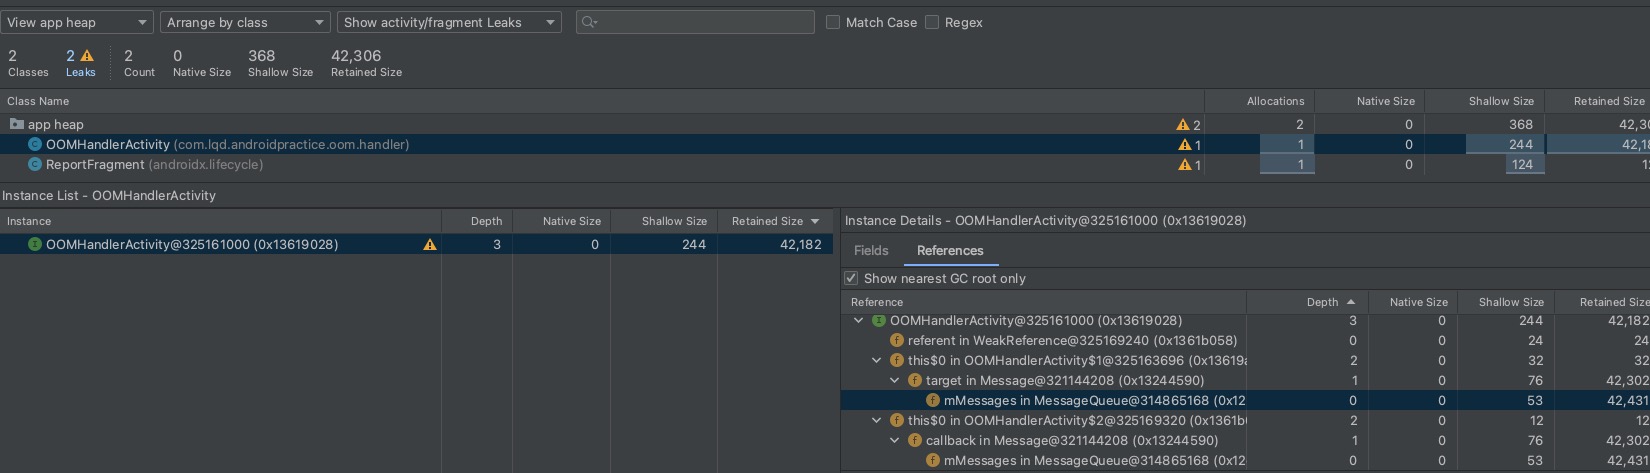 View app heap Arrange by class Show activity/fragment Leaks Match Case Regex
2 2 2 0 368 42,306
Classes Leaks Count Native Size Shallow Size Retained Size
Class Name Allocations Native Size Shallow Size Retained Size
app heap 2 2 0 368 42,30
OOMHandlerActivity (com.lqd.androidpractice.oom.handler) 1 1 0 244 42,18
ReportFragment (androidx.lifecycle) 1 1 0 124 12
Instance List - OOMHandlerActivity
Instance Depth Native Size Shallow Size Retained Size
OOMHandlerActivity@325161000 (0x13619028) 3 0 244 42,182
Instance Details - OOMHandlerActivity@325161000 (0x13619028)
Fields References
Show nearest GC root only
Reference Depth Native Size Shallow Size Retained Size
OOMHandlerActivity@325161000 (0x13619028) 3 0 244 42,182
referent in WeakReference@325169240 (0x1361b058) 0 0 24 24
this$0 in OOMHandlerActivity$1@325163696 (0x13619a 2 0 32 32
target in Message@321144208 (0x13244590) 1 0 76 42,302
mMessages in MessageQueue@314865168 (0x12 0 0 53 42,431
this$0 in OOMHandlerActivity$2@325169320 (0x1361b0 2 0 12 12
callback in Message@321144208 (0x13244590) 1 0 76 42,302
mMessages in MessageQueue@314865168 (0x12 0 0 53 42,431